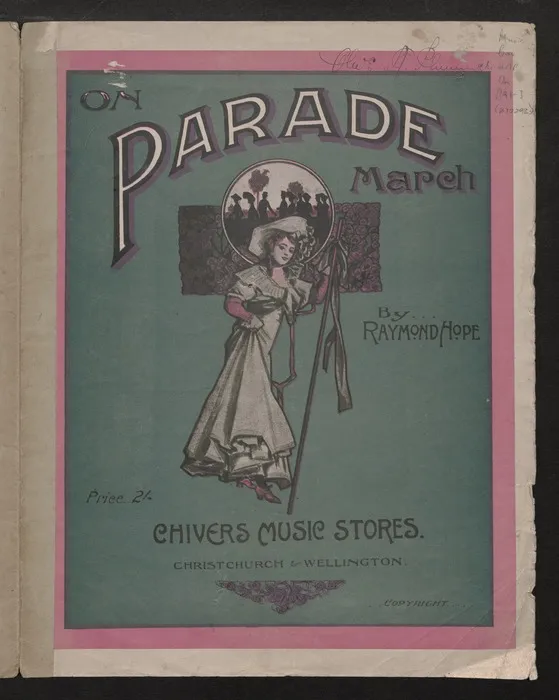 ON
PARADE
March
By...
RAYMOND HOPE
Price 2/-
CHIVERS MUSIC STORES.
CHRISTCHURCH & WELLINGTON.
COPYRIGHT